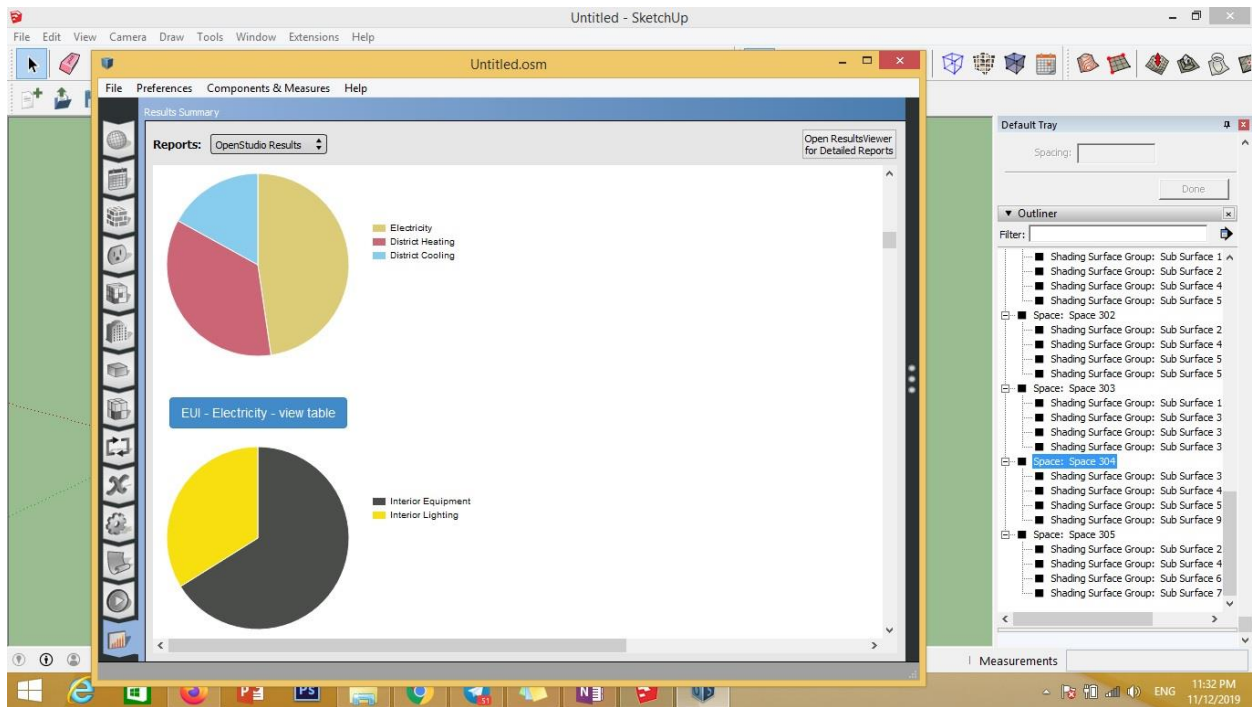 Untitled - SketchUp
File Edit View Camera Draw Tools Window Extensions Help
Untitled.osm
File Preferences Components & Measures Help
Results Summary
Reports: OpenStudio Results
Open ResultsViewer
for Detailed Reports
Electricity
District Heating
District Cooling
EUI - Electricity - view table
Interior Equipment
Interior Lighting
Default Tray
Spacing:
Done
Outliner
Filter:
Shading Surface Group: Sub Surface 1
Shading Surface Group: Sub Surface 2
Shading Surface Group: Sub Surface 4
Shading Surface Group: Sub Surface 5
Space: Space 302
Shading Surface Group: Sub Surface 2
Shading Surface Group: Sub Surface 4
Shading Surface Group: Sub Surface 5
Shading Surface Group: Sub Surface 5
Space: Space 303
Shading Surface Group: Sub Surface 1
Shading Surface Group: Sub Surface 3
Shading Surface Group: Sub Surface 3
Shading Surface Group: Sub Surface 3
Space: Space 304
Shading Surface Group: Sub Surface 3
Shading Surface Group: Sub Surface 4
Shading Surface Group: Sub Surface 5
Shading Surface Group: Sub Surface 9
Space: Space 305
Shading Surface Group: Sub Surface 2
Shading Surface Group: Sub Surface 4
Shading Surface Group: Sub Surface 6
Shading Surface Group: Sub Surface 7
Measurements
51
ENG
11:32 PM
11/12/2019